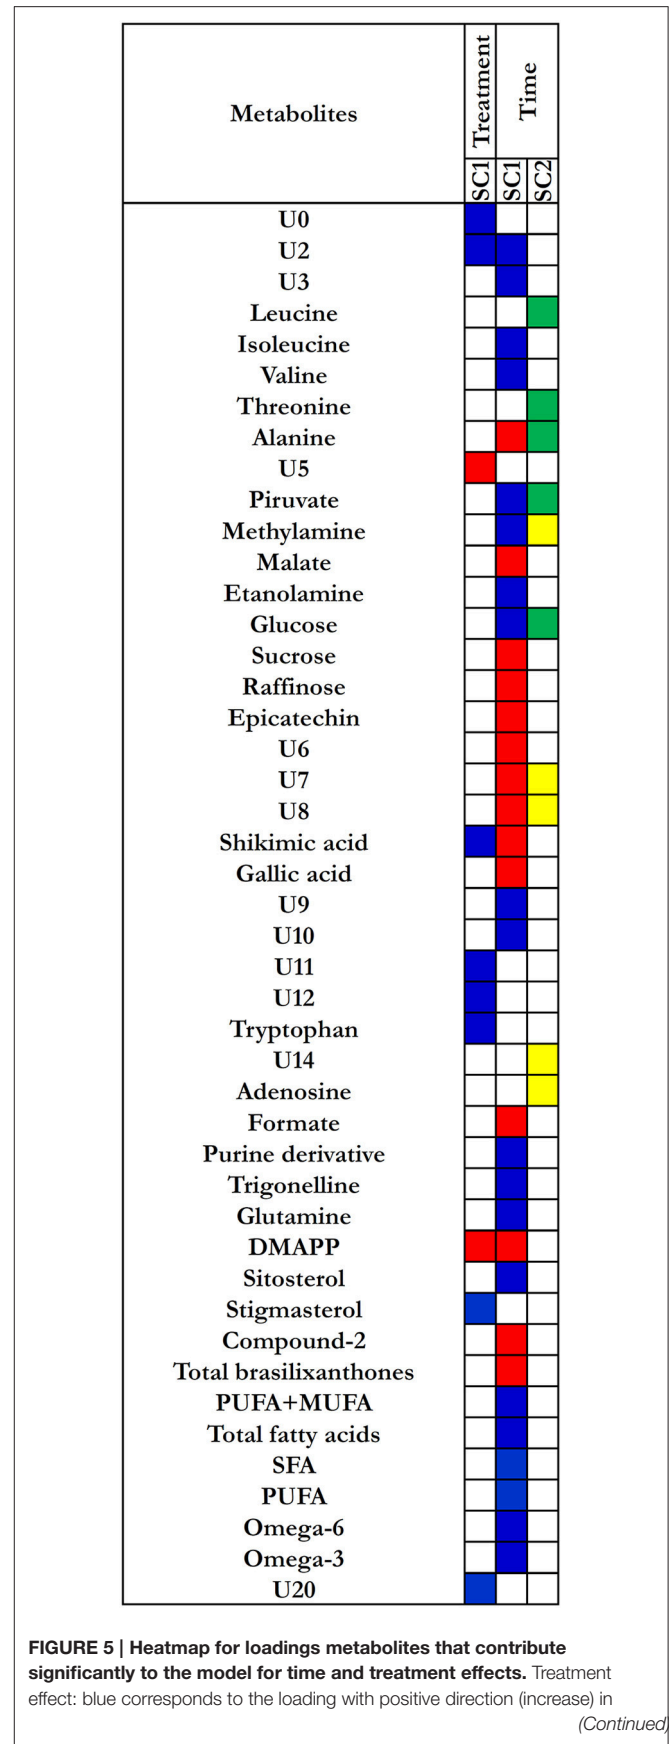 Metabolites
Treatment
Time
SC1
SC1
SC2
U0
U2
U3
Leucine
Isoleucine
Valine
Threonine
Alanine
U5
Piruvate
Methylamine
Malate
Etanolamine
Glucose
Sucrose
Raffinose
Epicatechin
U6
U7
U8
Shikimic acid
Gallic acid
U9
U10
U11
U12
Tryptophan
U14
Adenosine
Formate
Purine derivative
Trigonelline
Glutamine
DMAPP
Sitosterol
Stigmasterol
Compound-2
Total brasilixanthones
PUFA+MUFA
Total fatty acids
SFA
PUFA
Omega-6
Omega-3
U20
FIGURE 5 | Heatmap for loadings metabolites that contribute
significantly to the model for time and treatment effects. Treatment
effect: blue corresponds to the loading with positive direction (increase) in
(Continued)